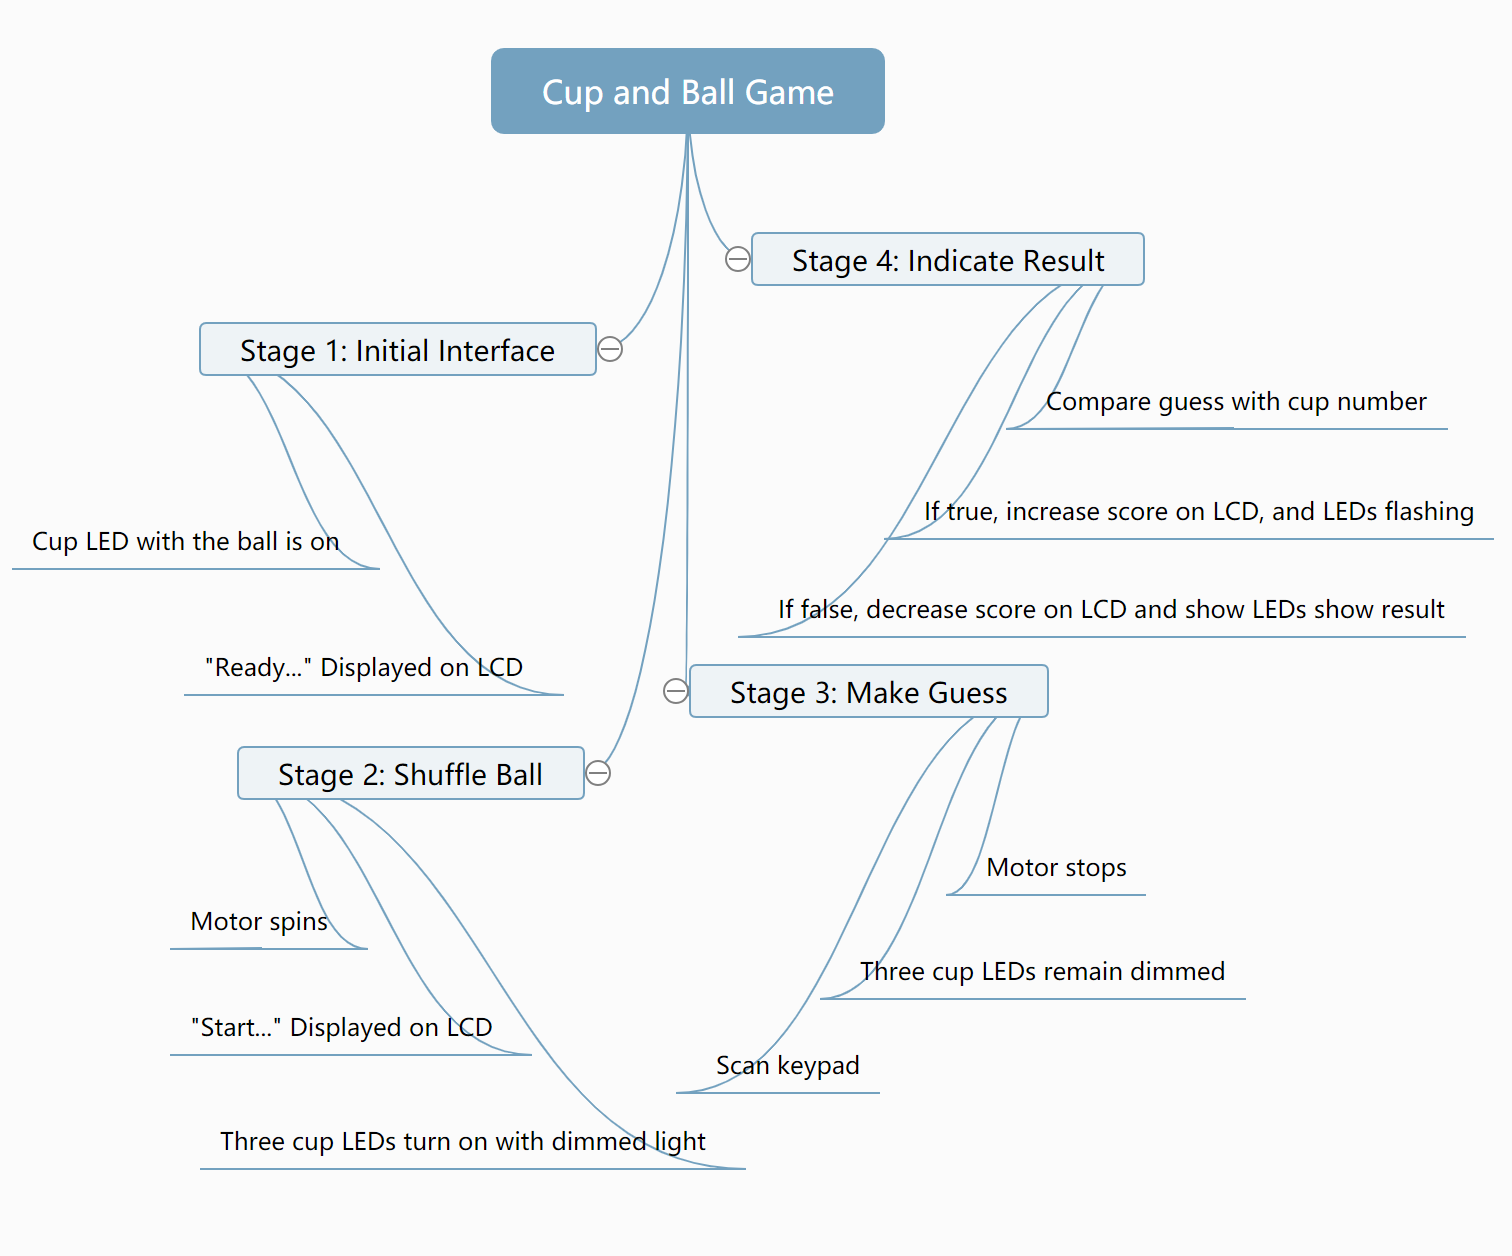 Cup and Ball Game
Stage 1: Initial Interface
Cup LED with the ball is on
"Ready..." Displayed on LCD
Stage 2: Shuffle Ball
Motor spins
"Start..." Displayed on LCD
Three cup LEDs turn on with dimmed light
Stage 3: Make Guess
Motor stops
Three cup LEDs remain dimmed
Scan keypad
Stage 4: Indicate Result
Compare guess with cup number
If true, increase score on LCD, and LEDs flashing
If false, decrease score on LCD and show LEDs show result